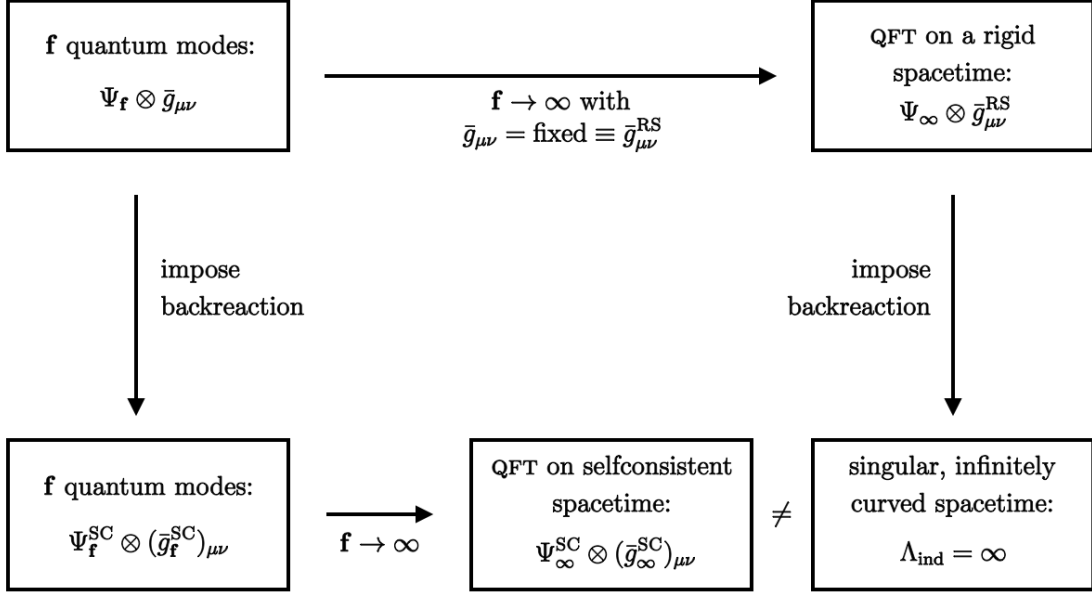 𝐟 quantum modes:
Ψ_𝐟 ⊗ ḡ_μν
𝐟 → ∞ with
ḡ_μν = fixed ≡ ḡ^RS_μν
QFT on a rigid
spacetime:
Ψ_∞ ⊗ ḡ^RS_μν
impose
backreaction
impose
backreaction
𝐟 quantum modes:
Ψ^SC_𝐟 ⊗ (ḡ^SC_𝐟)_μν
𝐟 → ∞
QFT on selfconsistent
spacetime:
Ψ^SC_∞ ⊗ (ḡ^SC_∞)_μν
≠
singular, infinitely
curved spacetime:
Λ_ind = ∞